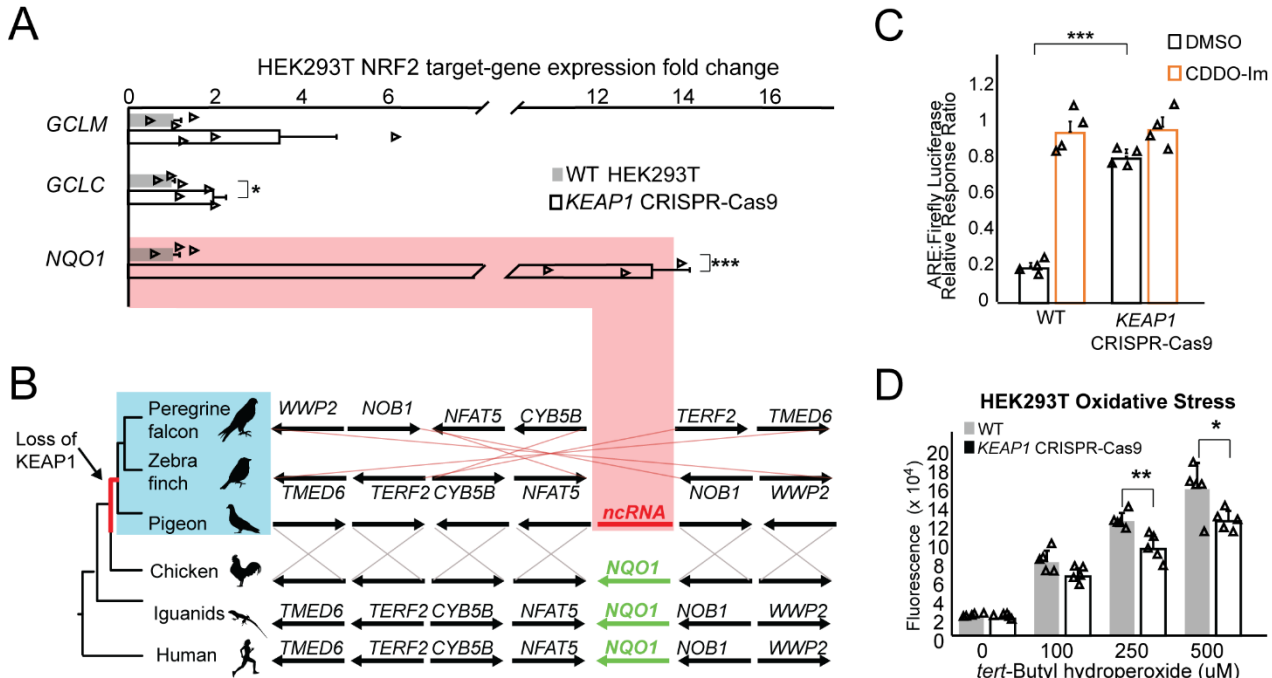 A
HEK293T NRF2 target-gene expression fold change
0 2 4 6 12 14 16
GCLM
GCLC
*
NQO1
***
WT HEK293T
KEAP1 CRISPR-Cas9
B
Loss of
KEAP1
Peregrine
falcon
Zebra
finch
Pigeon
Chicken
Iguanids
Human
WWP2 NOB1 NFAT5 CYB5B TERF2 TMED6
TMED6 TERF2 CYB5B NFAT5 NOB1 WWP2
ncRNA
NQO1
TMED6 TERF2 CYB5B NFAT5 NQO1 NOB1 WWP2
TMED6 TERF2 CYB5B NFAT5 NQO1 NOB1 WWP2
C
***
DMSO
CDDO-Im
ARE:Firefly Luciferase
Relative Response Ratio
1.2
1
0.8
0.6
0.4
0.2
0
WT
KEAP1
CRISPR-Cas9
D
HEK293T Oxidative Stress
WT
KEAP1 CRISPR-Cas9
*
**
Fluorescence (x 10⁴)
20
18
16
14
12
10
8
6
4
2
0
0 100 250 500
tert-Butyl hydroperoxide (uM)